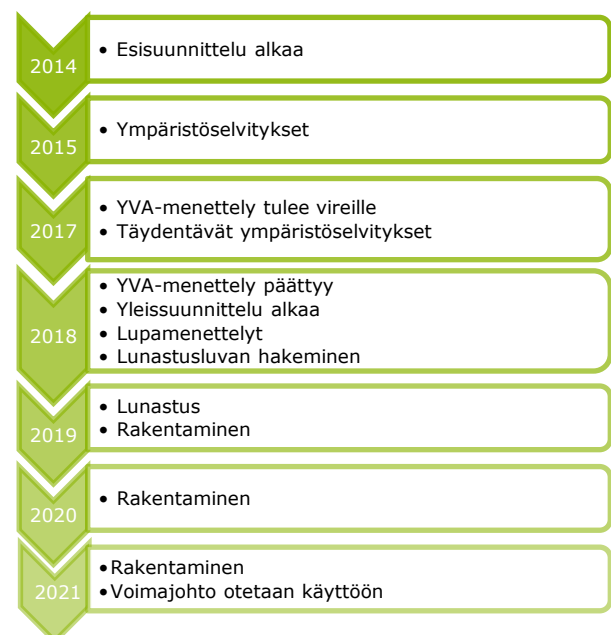 2014
• Esisuunnittelu alkaa
2015
• Ympäristöselvitykset
2017
• YVA-menettely tulee vireille
• Täydentävät ympäristöselvitykset
2018
• YVA-menettely päättyy
• Yleissuunnittelu alkaa
• Lupamenettelyt
• Lunastusluvan hakeminen
2019
• Lunastus
• Rakentaminen
2020
• Rakentaminen
2021
•Rakentaminen
•Voimajohto otetaan käyttöön